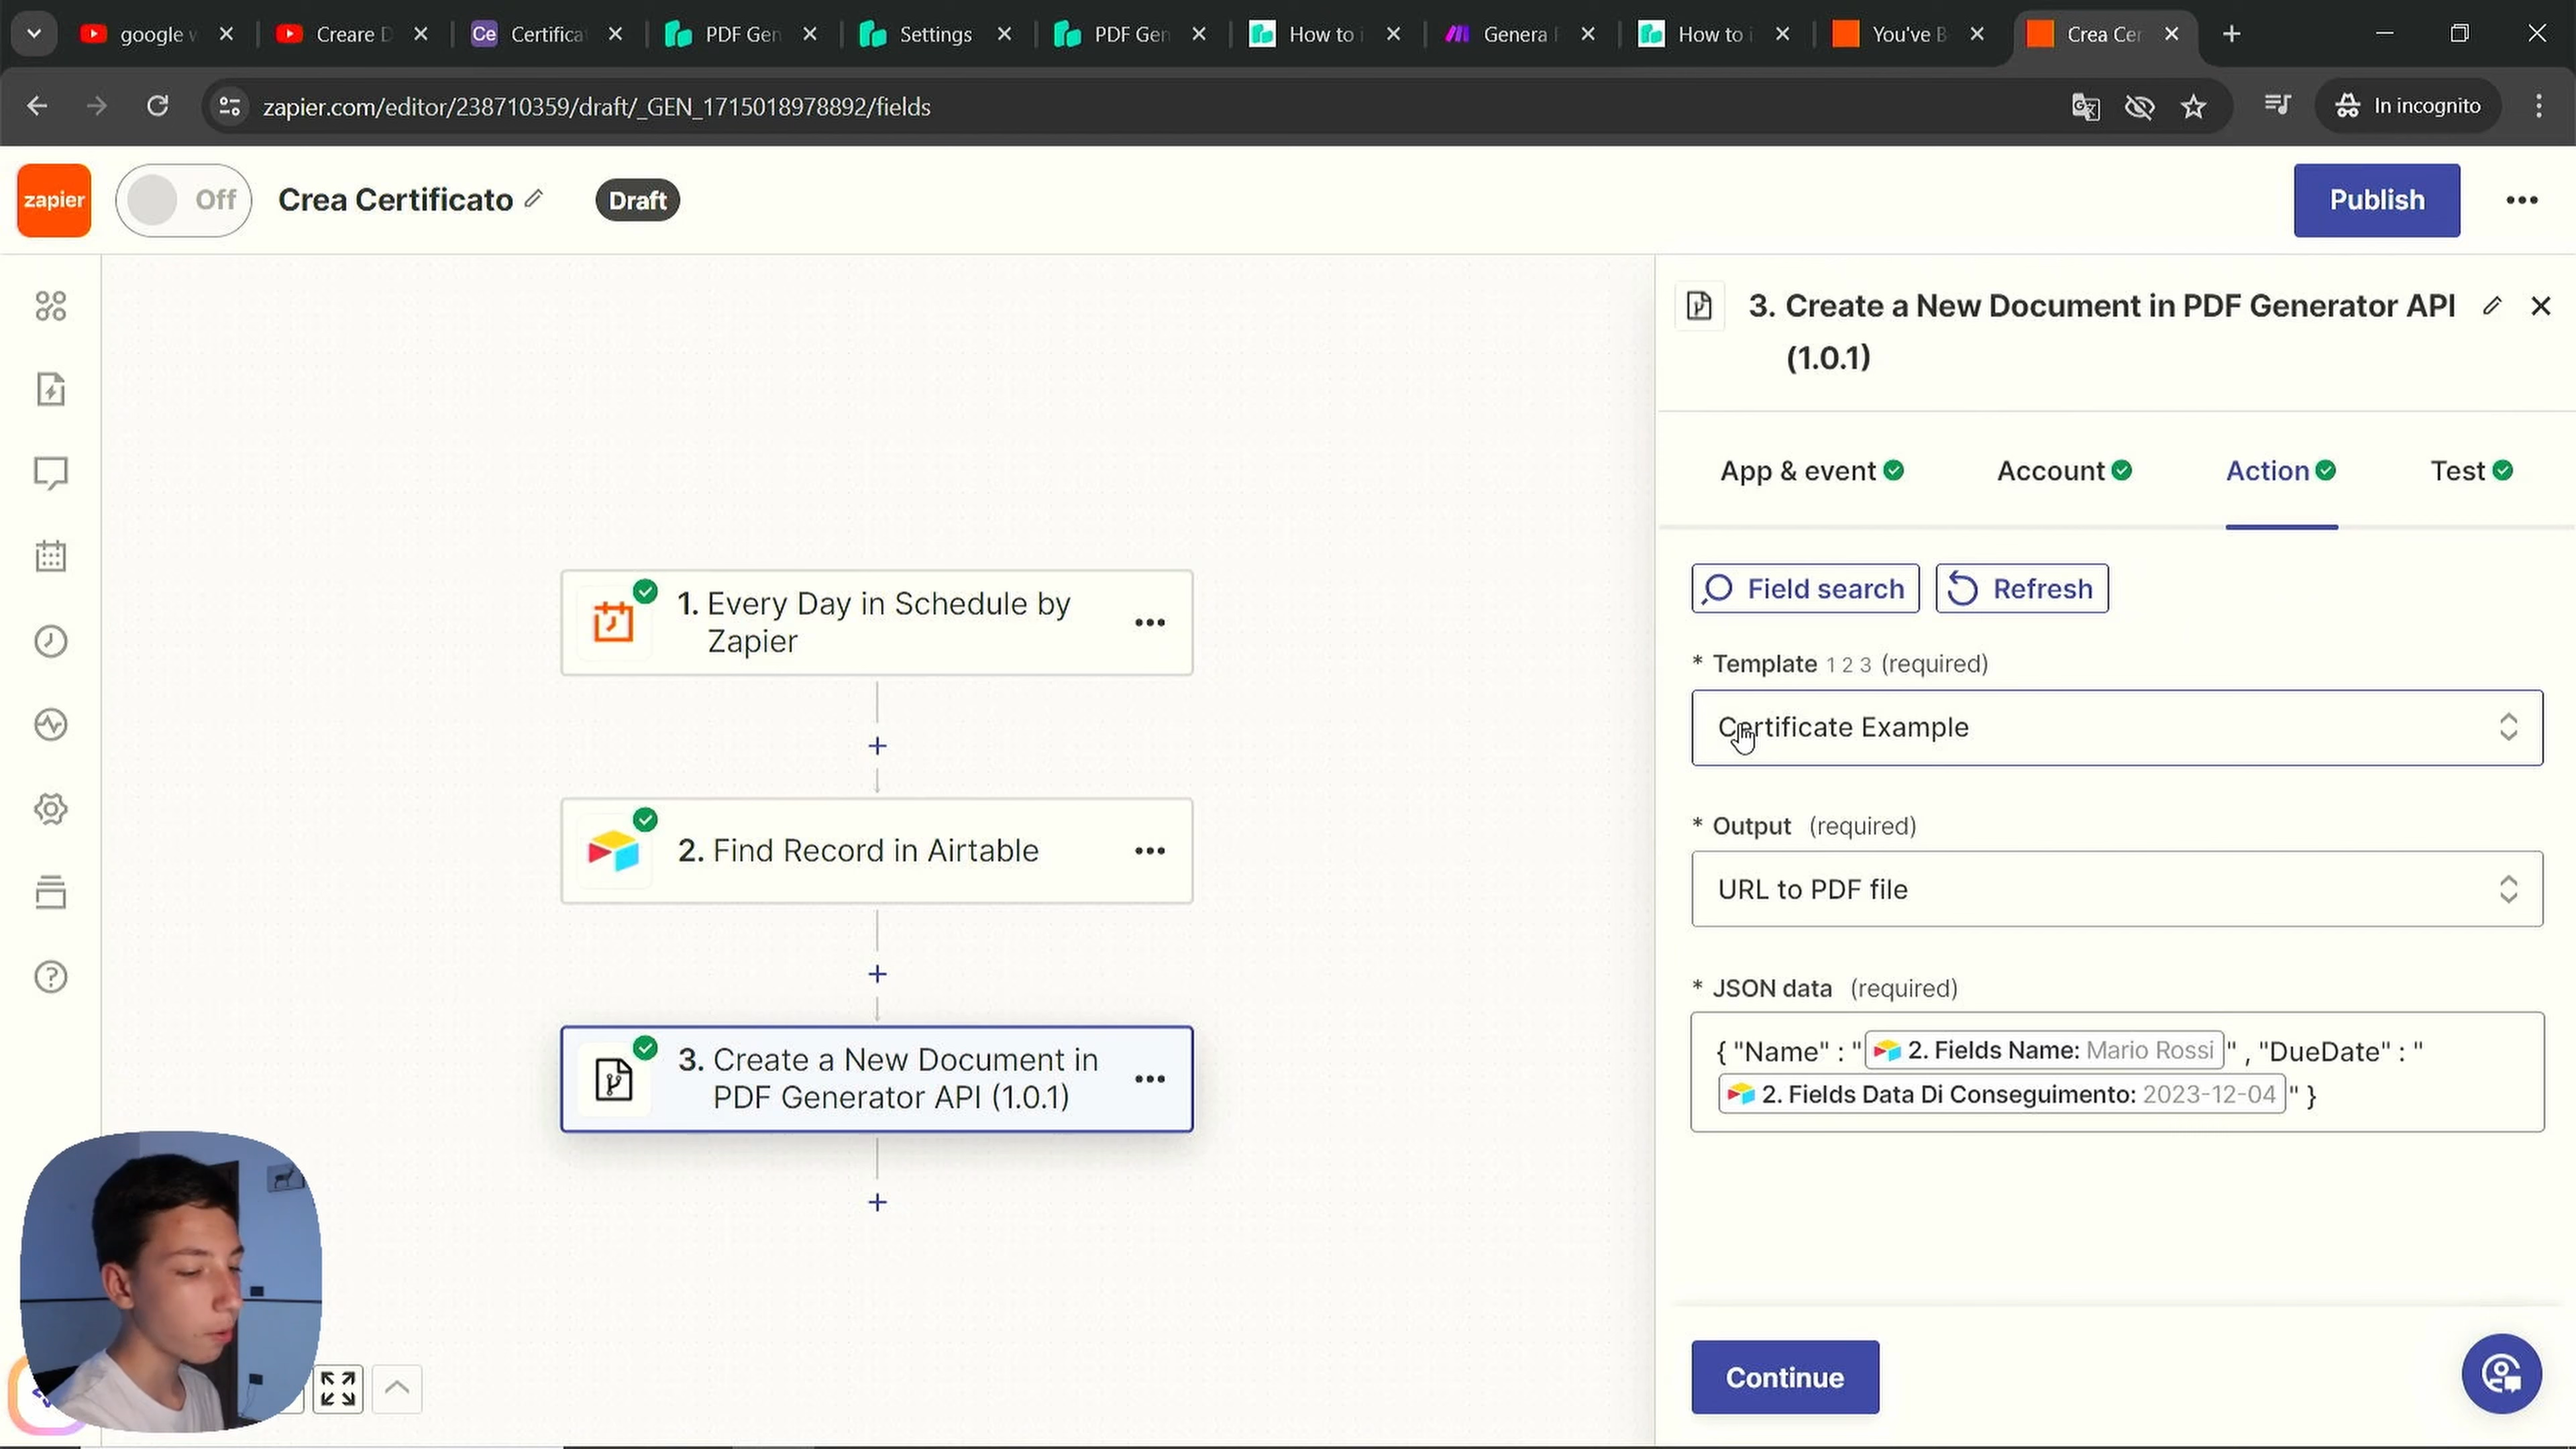 google
Creare D
Ce
Certifica
PDF Gen
Settings
PDF Gen
How to i
Genera
How to i
You've B
Crea Cer
zapier.com/editor/238710359/draft/_GEN_1715018978892/fields
In incognito
zapier
Off
Crea Certificato
Draft
Publish
3. Create a New Document in PDF Generator API
(1.0.1)
App & event
Account
Action
Test
Field search
Refresh
* Template 1 2 3 (required)
Certificate Example
* Output (required)
URL to PDF file
* JSON data (required)
{ "Name" : " 2. Fields Name: Mario Rossi " , "DueDate" : "
2. Fields Data Di Conseguimento: 2023-12-04 " }
Continue
1. Every Day in Schedule by
Zapier
2. Find Record in Airtable
3. Create a New Document in
PDF Generator API (1.0.1)